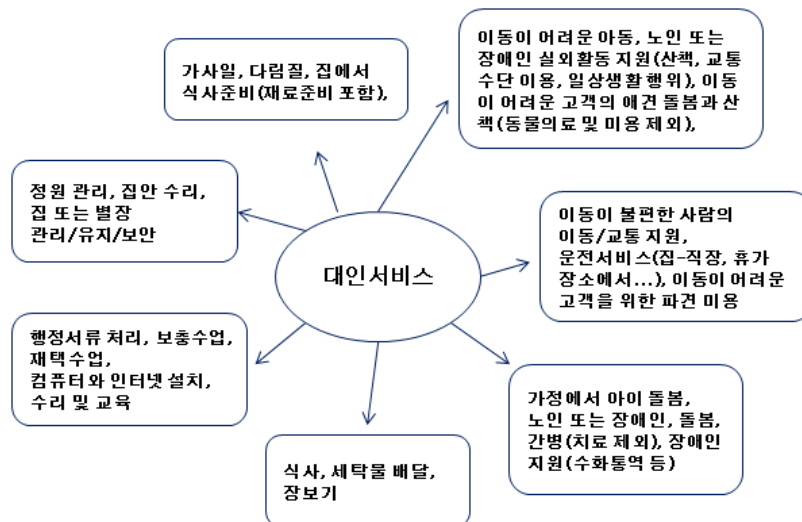 가사일, 다림질, 집에서
식사준비(재료준비 포함),
이동이 어려운 아동, 노인 또는
장애인 실외활동 지원(산책, 교통
수단 이용, 일상생활행위), 이동
이 어려운 고객의 애견 돌봄과 산
책(동물의료 및 미용 제외),
정원 관리, 집안 수리,
집 또는 별장
관리/유지/보안
이동이 불편한 사람의
이동/교통 지원,
운전서비스(집-직장, 휴가
장소에서...), 이동이 어려운
고객을 위한 파견 미용
대인서비스
행정서류 처리, 보충수업,
재택수업,
컴퓨터와 인터넷 설치,
수리 및 교육
가정에서 아이 돌봄,
노인 또는 장애인, 돌봄,
간병(치료 제외), 장애인
지원(수화통역 등)
식사, 세탁물 배달,
장보기